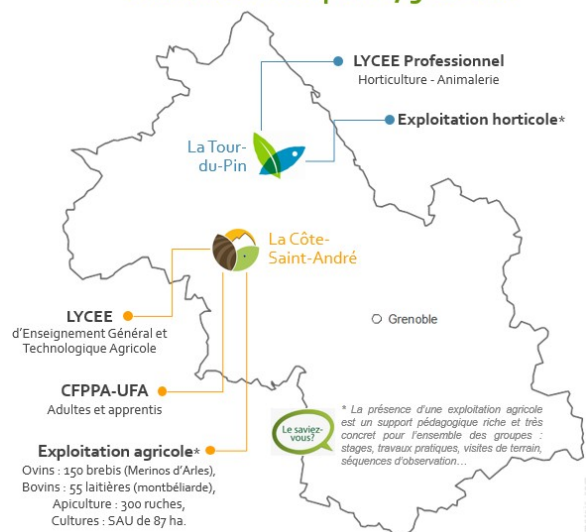 LYCEE Professionnel
Horticulture - Animalerie
Exploitation horticole*
La Tour-
du-Pin
La Côte-
Saint-André
LYCEE
d'Enseignement Général et
Technologique Agricole
Grenoble
CFPPA-UFA
Adultes et apprentis
Exploitation agricole*
Ovins : 150 brebis (Merinos d'Arles),
Bovins : 55 laitières (montbéliarde),
Apiculture : 300 ruches,
Cultures : SAU de 87 ha.
Le saviez-
vous?
* La présence d'une exploitation agricole
est un support pédagogique riche et très
concret pour l'ensemble des groupes :
stages, travaux pratiques, visites de terrain,
séquences d'observation…